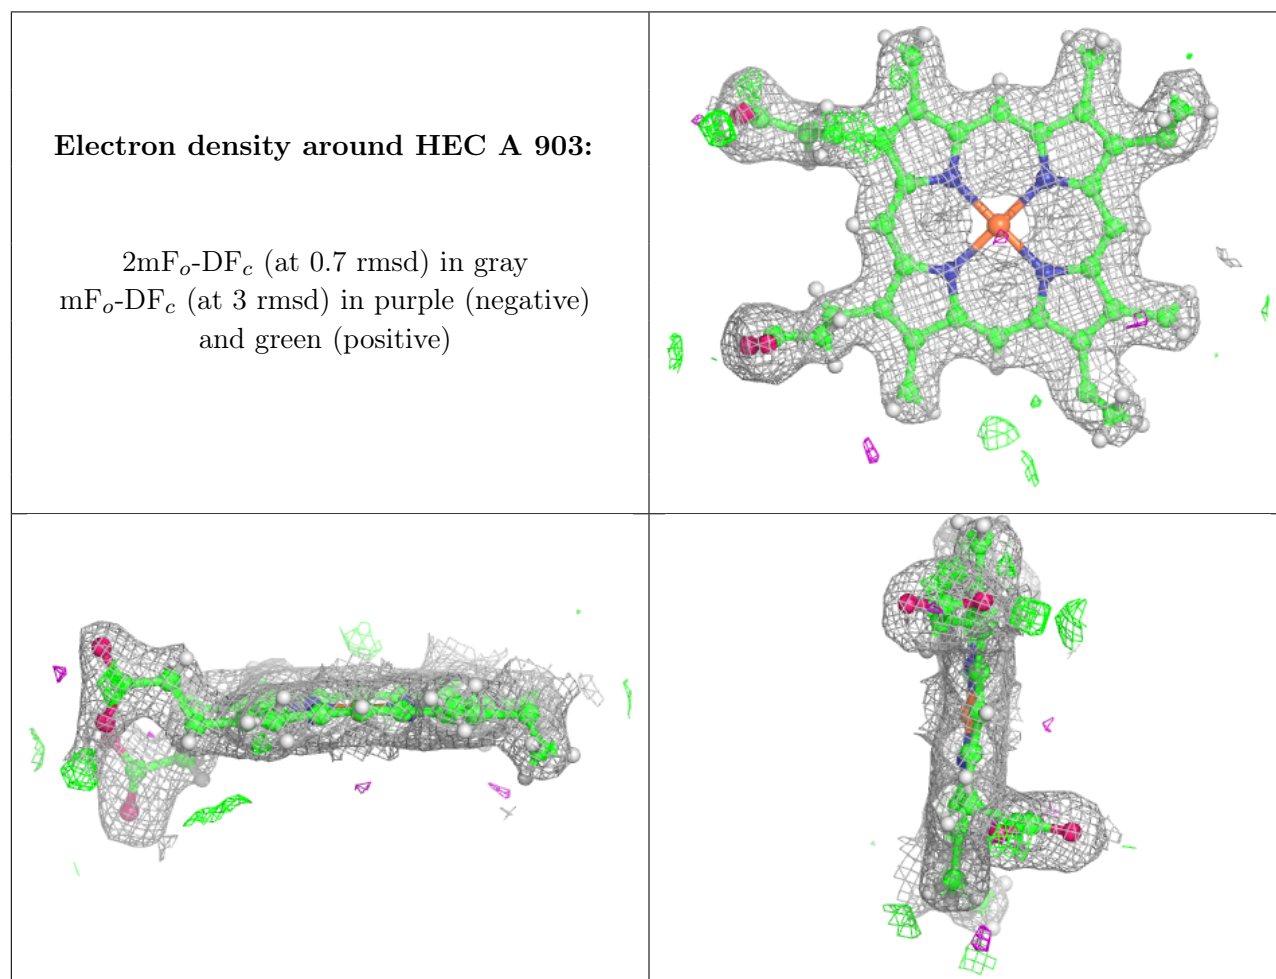 Electron density around HEC A 903:
2mFₒ-DF𝒸 (at 0.7 rmsd) in gray
mFₒ-DF𝒸 (at 3 rmsd) in purple (negative)
and green (positive)